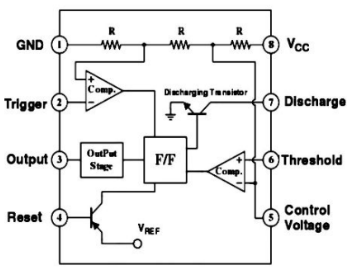 R R R
GND 1 8 VCC
+
Comp.
−
Discharging Transistor
Trigger 2 7 Discharge
Output 3 OutPut Stage F/F + 6 Threshold
Comp.
−
Reset 4 5 Control Voltage
VREF